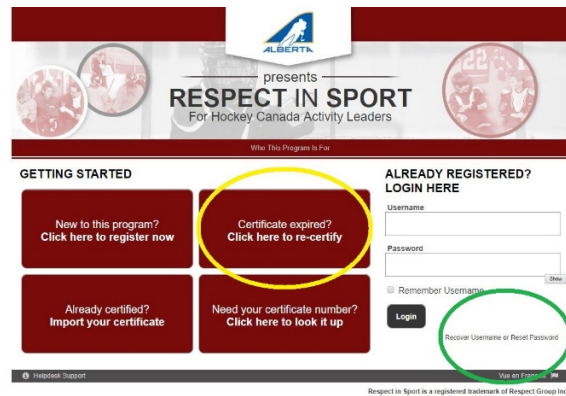 ALBERTA
presents
RESPECT IN SPORT
For Hockey Canada Activity Leaders
Who This Program Is For
GETTING STARTED
New to this program?
Click here to register now
Certificate expired?
Click here to re-certify
Already certified?
Import your certificate
Need your certificate number?
Click here to look it up
ALREADY REGISTERED?
LOGIN HERE
Username
Password
Show
Remember Username
Login
Recover Username or Reset Password
Helpdesk Support
Vue en Français
Respect in Sport is a registered trademark of Respect Group Inc